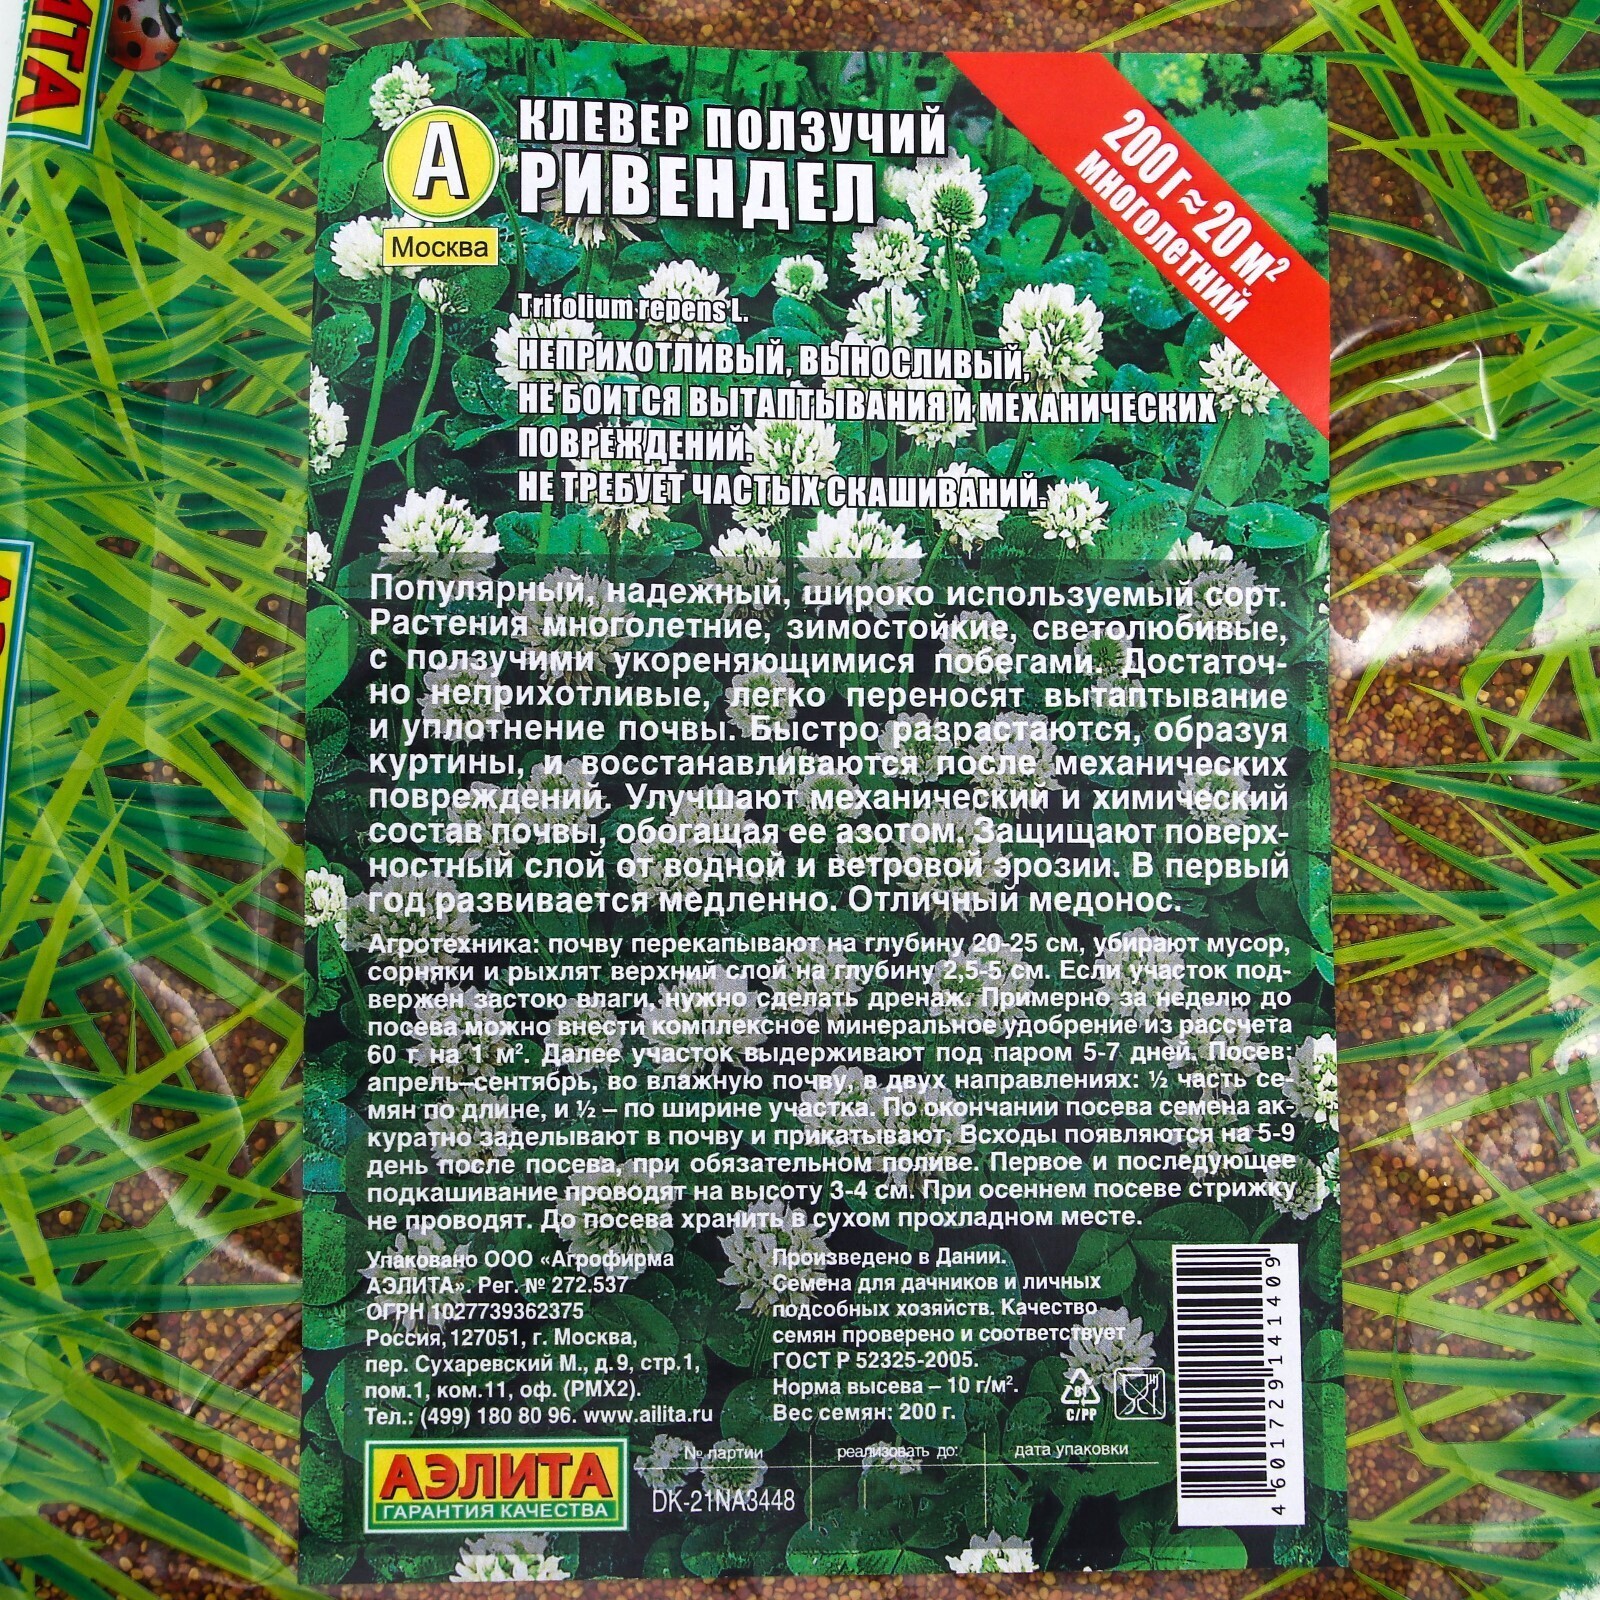 ИТА
А
Москва
КЛЕВЕР ПОЛЗУЧИЙ
РИВЕНДЕЛ
200 Г ≈ 20 М²
МНОГОЛЕТНИЙ
Trifolium repens L.
НЕПРИХОТЛИВЫЙ, ВЫНОСЛИВЫЙ,
НЕ БОИТСЯ ВЫТАПТЫВАНИЯ И МЕХАНИЧЕСКИХ
ПОВРЕЖДЕНИЙ.
НЕ ТРЕБУЕТ ЧАСТЫХ СКАШИВАНИЙ.
Популярный, надежный, широко используемый сорт.
Растения многолетние, зимостойкие, светолюбивые,
с ползучими укореняющимися побегами. Достаточ-
но неприхотливые, легко переносят вытаптывание
и уплотнение почвы. Быстро разрастаются, образуя
куртины, и восстанавливаются после механических
повреждений. Улучшают механический и химический
состав почвы, обогащая ее азотом. Защищают поверх-
ностный слой от водной и ветровой эрозии. В первый
год развивается медленно. Отличный медонос.
Агротехника: почву перекапывают на глубину 20-25 см, убирают мусор,
сорняки и рыхлят верхний слой на глубину 2,5-5 см. Если участок под-
вержен застою влаги, нужно сделать дренаж. Примерно за неделю до
посева можно внести комплексное минеральное удобрение из рассчета
60 г на 1 м². Далее участок выдерживают под паром 5-7 дней. Посев:
апрель–сентябрь, во влажную почву, в двух направлениях: ½ часть се-
мян по длине, и ½ – по ширине участка. По окончании посева семена ак-
куратно заделывают в почву и прикатывают. Всходы появляются на 5-9
день после посева, при обязательном поливе. Первое и последующее
подкашивание проводят на высоту 3-4 см. При осеннем посеве стрижку
не проводят. До посева хранить в сухом прохладном месте.
Упаковано ООО «Агрофирма
АЭЛИТА». Рег. № 272.537
ОГРН 1027739362375
Россия, 127051, г. Москва,
пер. Сухаревский М., д. 9, стр.1,
пом.1, ком.11, оф. (РМХ2).
Тел.: (499) 180 80 96. www.ailita.ru
Произведено в Дании.
Семена для дачников и личных
подсобных хозяйств. Качество
семян проверено и соответствует
ГОСТ Р 52325-2005.
Норма высева – 10 г/м².
Вес семян: 200 г.
C/PP
4601729141409
АЭЛИТА
ГАРАНТИЯ КАЧЕСТВА
№ партии
реализовать до:
дата упаковки
DK-21NA3448